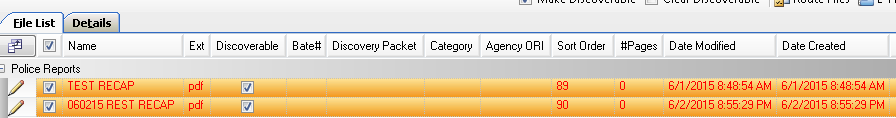 Make Discoverable Clear Discoverable Route Files
File List Details
Name Ext Discoverable Bate# Discovery Packet Category Agency ORI Sort Order #Pages Date Modified Date Created
Police Reports
TEST RECAP pdf 89 0 6/1/2015 8:48:54 AM 6/1/2015 8:48:54 AM
060215 REST RECAP pdf 90 0 6/2/2015 8:55:29 PM 6/2/2015 8:55:29 PM